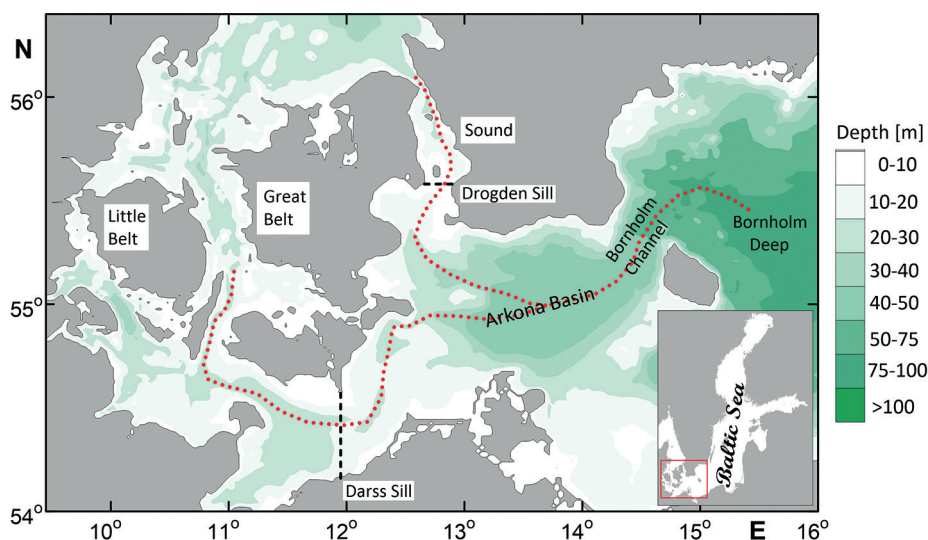 N
56°
55°
54°
10°
11°
12°
13°
14°
15°
E
16°
Sound
Drogden Sill
Great
Belt
Little
Belt
Bornholm
Channel
Bornholm
Deep
Arkona Basin
Darss Sill
Baltic Sea
Depth [m]
0-10
10-20
20-30
30-40
40-50
50-75
75-100
>100